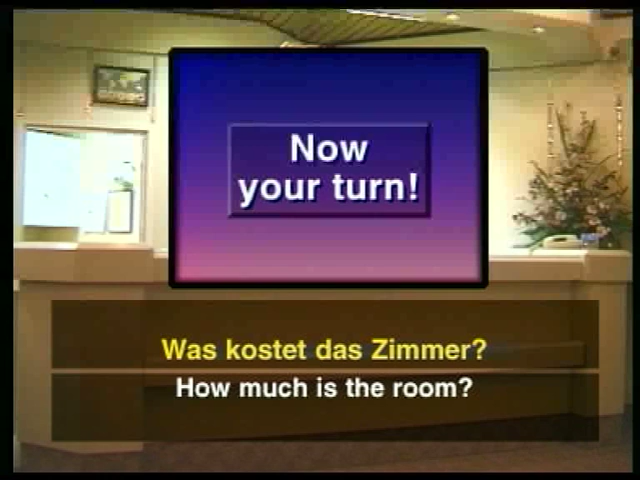 Now
your turn!
Was kostet das Zimmer?
How much is the room?